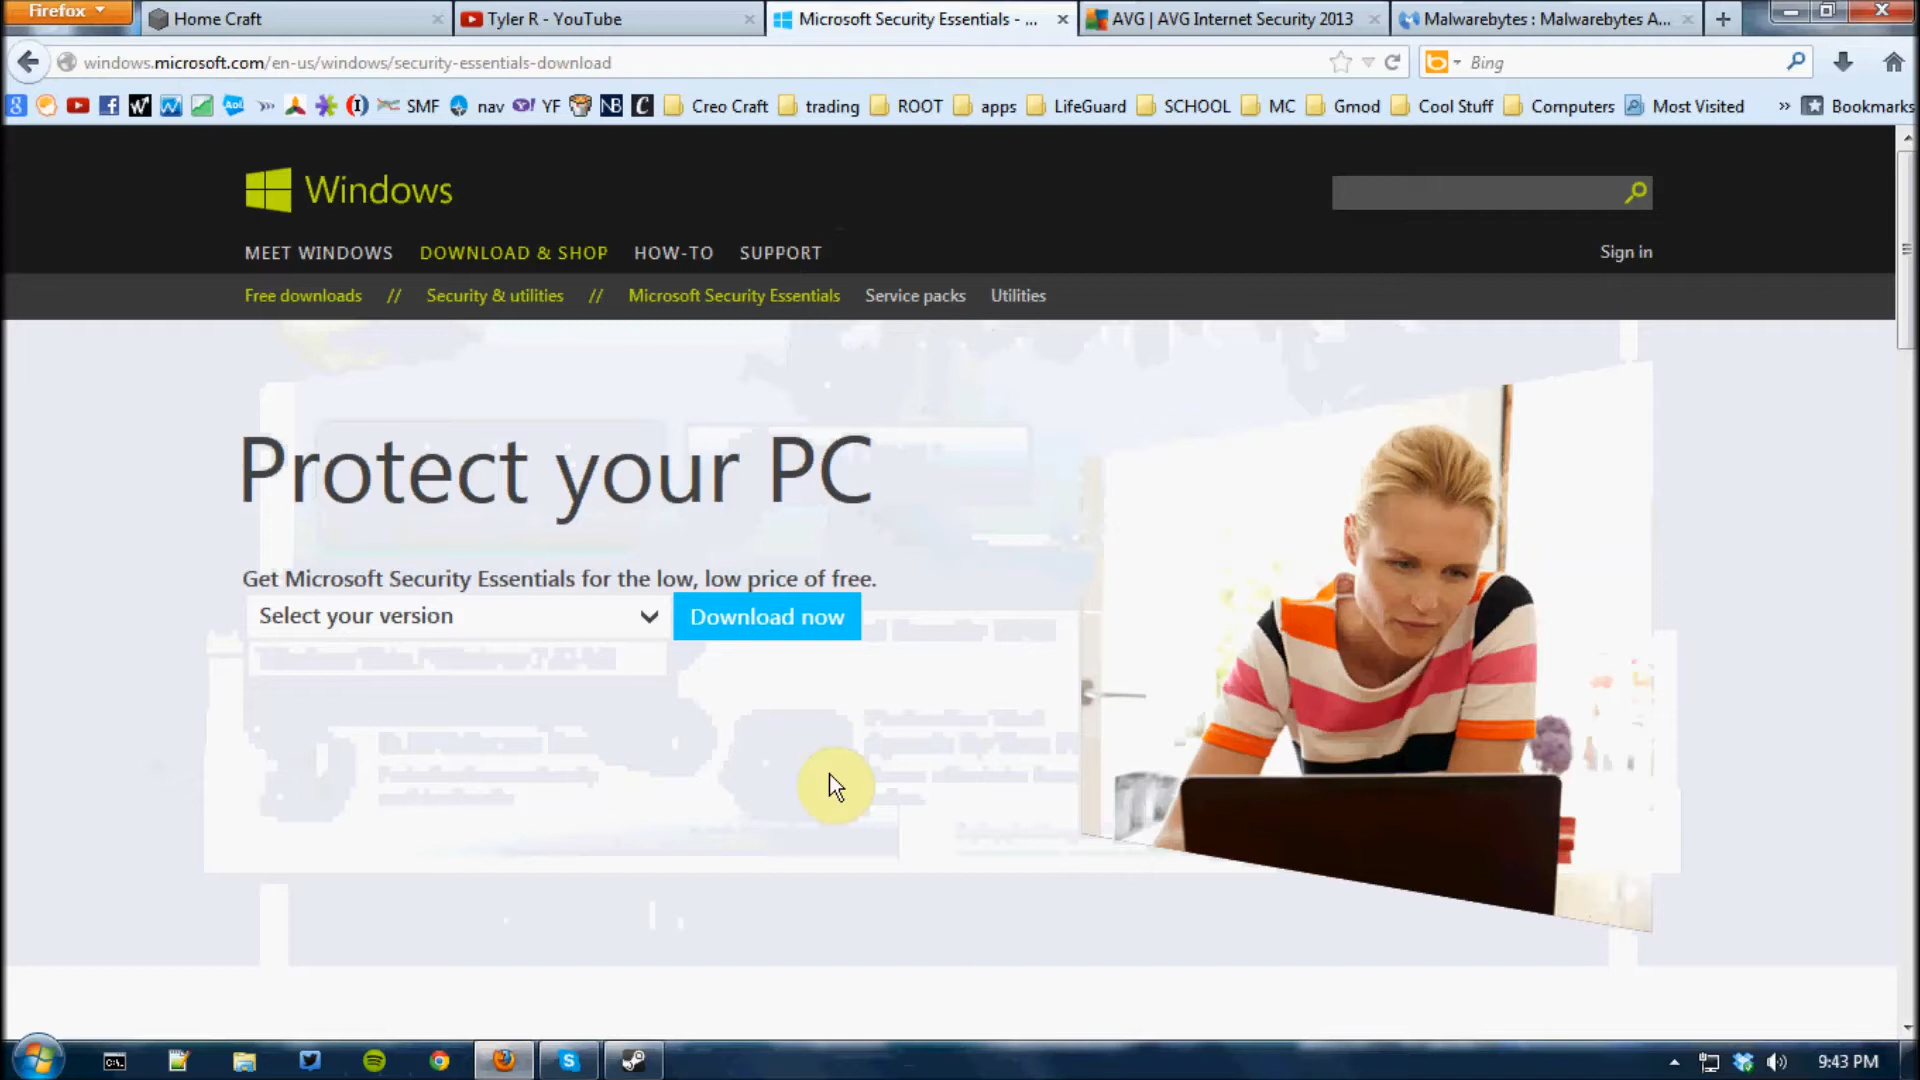 Firefox
Home Craft
Tyler R - YouTube
Microsoft Security Essentials - ...
AVG | AVG Internet Security 2013
Malwarebytes : Malwarebytes A...
windows.microsoft.com/en-us/windows/security-essentials-download
Bing
8 Aol SMF nav YF NB C Creo Craft trading ROOT apps LifeGuard SCHOOL MC Gmod Cool Stuff Computers Most Visited » Bookmarks
Windows
MEET WINDOWS DOWNLOAD & SHOP HOW-TO SUPPORT
Sign in
Free downloads // Security & utilities // Microsoft Security Essentials Service packs Utilities
Protect your PC
Get Microsoft Security Essentials for the low, low price of free.
Select your version
Download now
C:\.
9:43 PM